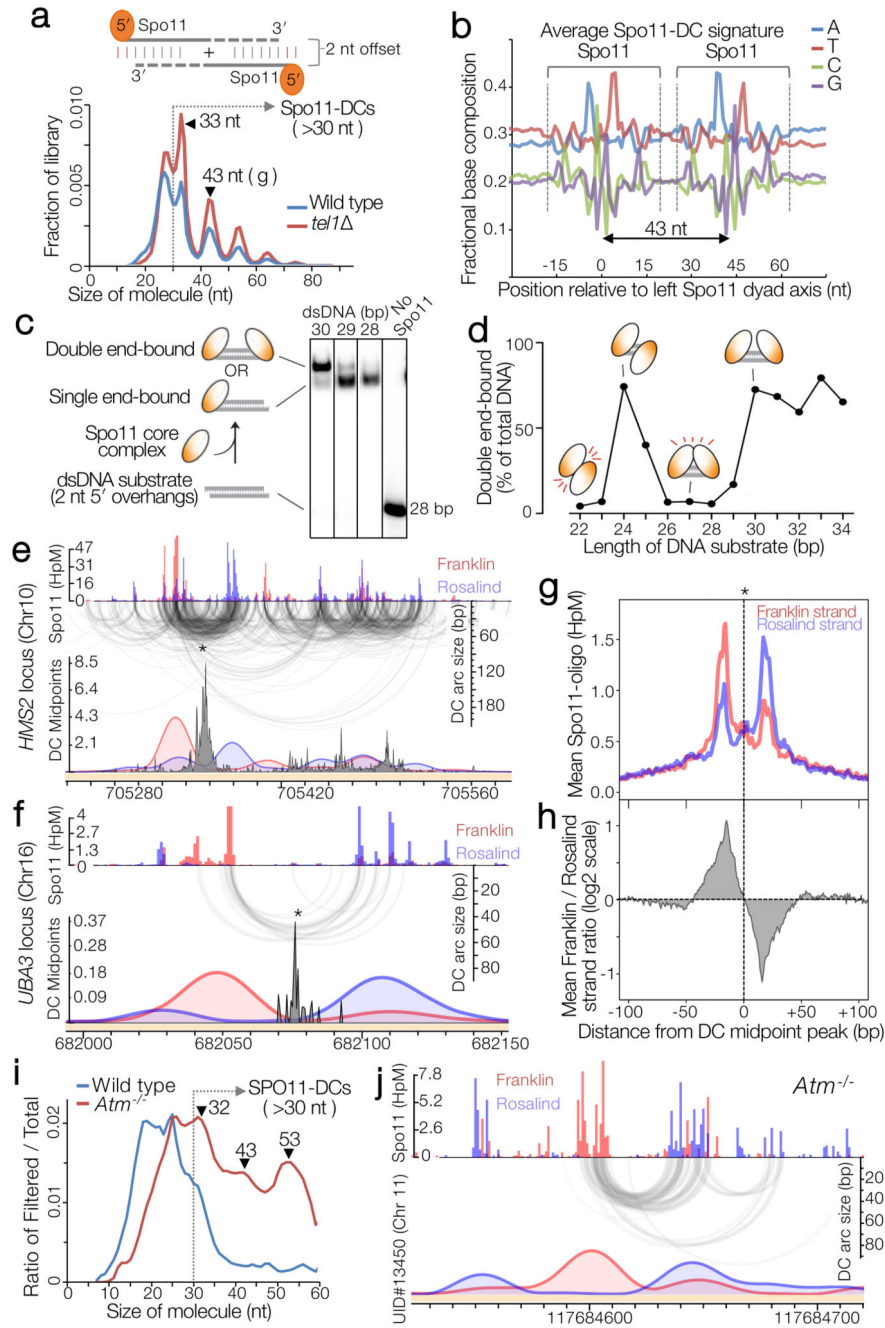 a
5′ Spo11 3′
+ 2 nt offset
3′ Spo11 5′
Spo11-DCs
(>30 nt)
0.010
0.005
0
Fraction of library
33 nt
43 nt ( g )
Wild type
tel1Δ
0 20 40 60 80
Size of molecule (nt)
b
Average Spo11-DC signature
Spo11 Spo11
A
T
C
G
0.4
0.3
0.2
0.1
Fractional base composition
43 nt
-15 0 15 30 45 60
Position relative to left Spo11 dyad axis (nt)
c
dsDNA (bp)
30 29 28
No Spo11
Double end-bound
OR
Single end-bound
Spo11 core
complex
dsDNA substrate
(2 nt 5′ overhangs)
28 bp
d
Double end-bound
(% of total DNA)
100
50
0
22 24 26 28 30 32 34
Length of DNA substrate (bp)
e
HMS2 locus (Chr10)
Spo11 (HpM)
47
31
16
0
Franklin
Rosalind
DC arc size (bp)
60
120
180
DC Midpoints
8.5
6.4
4.3
2.1
*
705280 705420 705560
f
UBA3 locus (Chr16)
Spo11 (HpM)
4
2.7
1.3
0
Franklin
Rosalind
DC arc size (bp)
20
40
60
80
DC Midpoints
0.37
0.28
0.18
0.09
*
682000 682050 682100 682150
g
*
Franklin strand
Rosalind strand
Mean Spo11-oligo (HpM)
1.5
1.0
0.5
0.0
h
Mean Franklin / Rosalind
strand ratio (log2 scale)
1
0
-1
-100 -50 0 +50 +100
Distance from DC midpoint peak (bp)
i
Wild type
Atm-/-
SPO11-DCs
(>30 nt)
32
43
53
Ratio of Filtered / Total
0.02
0.01
0
0 10 20 30 40 50 60
Size of molecule (nt)
j
Atm-/-
UID#13450 (Chr 11)
Spo11 (HpM)
7.8
5.2
2.6
0
Franklin
Rosalind
DC arc size (bp)
20
40
60
80
117684600 117684700